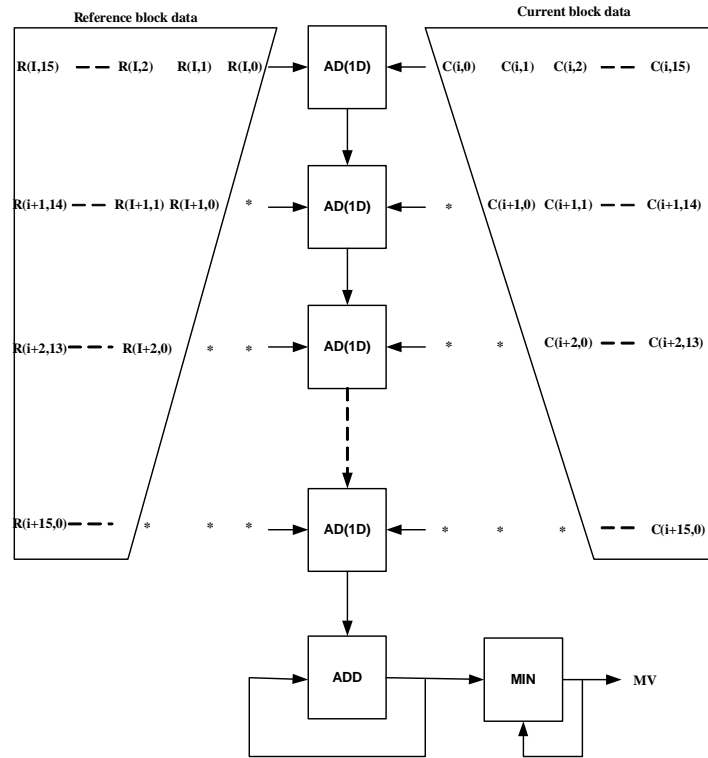 Reference block data Current block data
R(I,15) R(I,2) R(I,1) R(I,0) AD(1D) C(i,0) C(i,1) C(i,2) C(i,15)
R(i+1,14) R(I+1,1) R(I+1,0) * AD(1D) * C(i+1,0) C(i+1,1) C(i+1,14)
R(i+2,13) R(I+2,0) * * AD(1D) * * C(i+2,0) C(i+2,13)
R(i+15,0) * * * AD(1D) * * * C(i+15,0)
ADD MIN MV